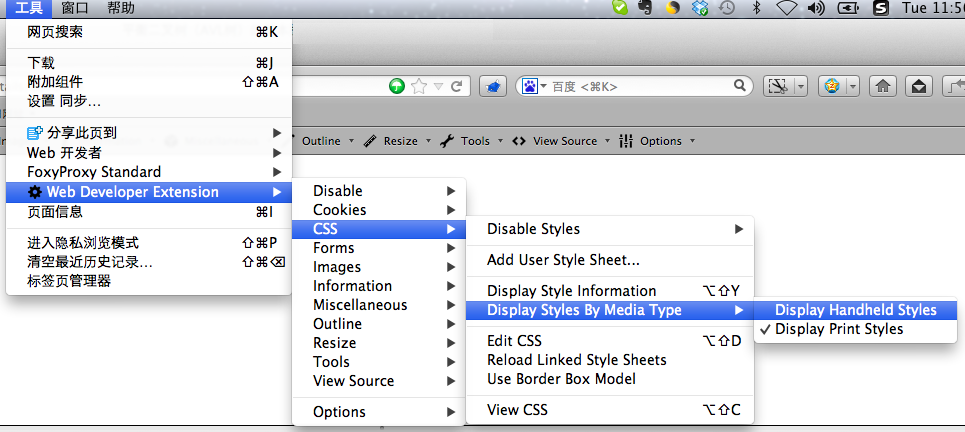 工具 窗口 帮助 Tue 11:56
网页搜索 ⌘K
下载 ⌘J
附加组件 ⇧⌘A
设置 同步...
百度 <⌘K>
分享此页到
Web 开发者
FoxyProxy Standard
Web Developer Extension
页面信息 ⌘I
进入隐私浏览模式 ⇧⌘P
清空最近历史记录... ⇧⌘⌫
标签页管理器
Outline Resize Tools View Source Options
Disable
Cookies
CSS
Forms
Images
Information
Miscellaneous
Outline
Resize
Tools
View Source
Options
Disable Styles
Add User Style Sheet...
Display Style Information ⌥⇧Y
Display Styles By Media Type
Edit CSS ⌥⇧D
Reload Linked Style Sheets
Use Border Box Model
View CSS ⌥⇧C
Display Handheld Styles
✓ Display Print Styles